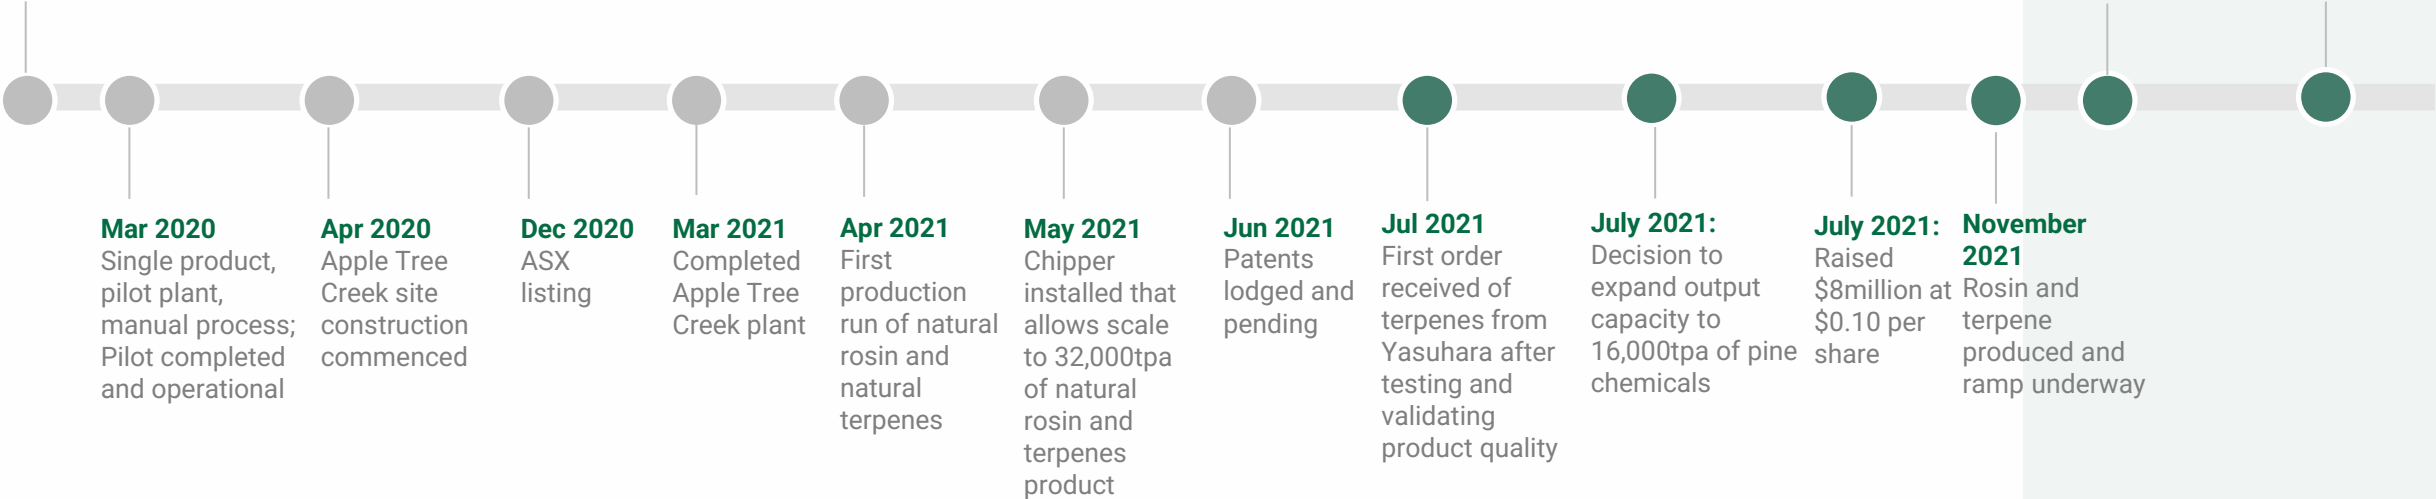 Mar 2020
Single product,
pilot plant,
manual process;
Pilot completed
and operational
Apr 2020
Apple Tree
Creek site
construction
commenced
Dec 2020
ASX
listing
Mar 2021
Completed
Apple Tree
Creek plant
Apr 2021
First
production
run of natural
rosin and
natural
terpenes
May 2021
Chipper
installed that
allows scale
to 32,000tpa
of natural
rosin and
terpenes
product
Jun 2021
Patents
lodged and
pending
Jul 2021
First order
received of
terpenes from
Yasuhara after
testing and
validating
product quality
July 2021:
Decision to
expand output
capacity to
16,000tpa of pine
chemicals
July 2021:
Raised
$8million at
$0.10 per
share
November
2021
Rosin and
terpene
produced and
ramp underway